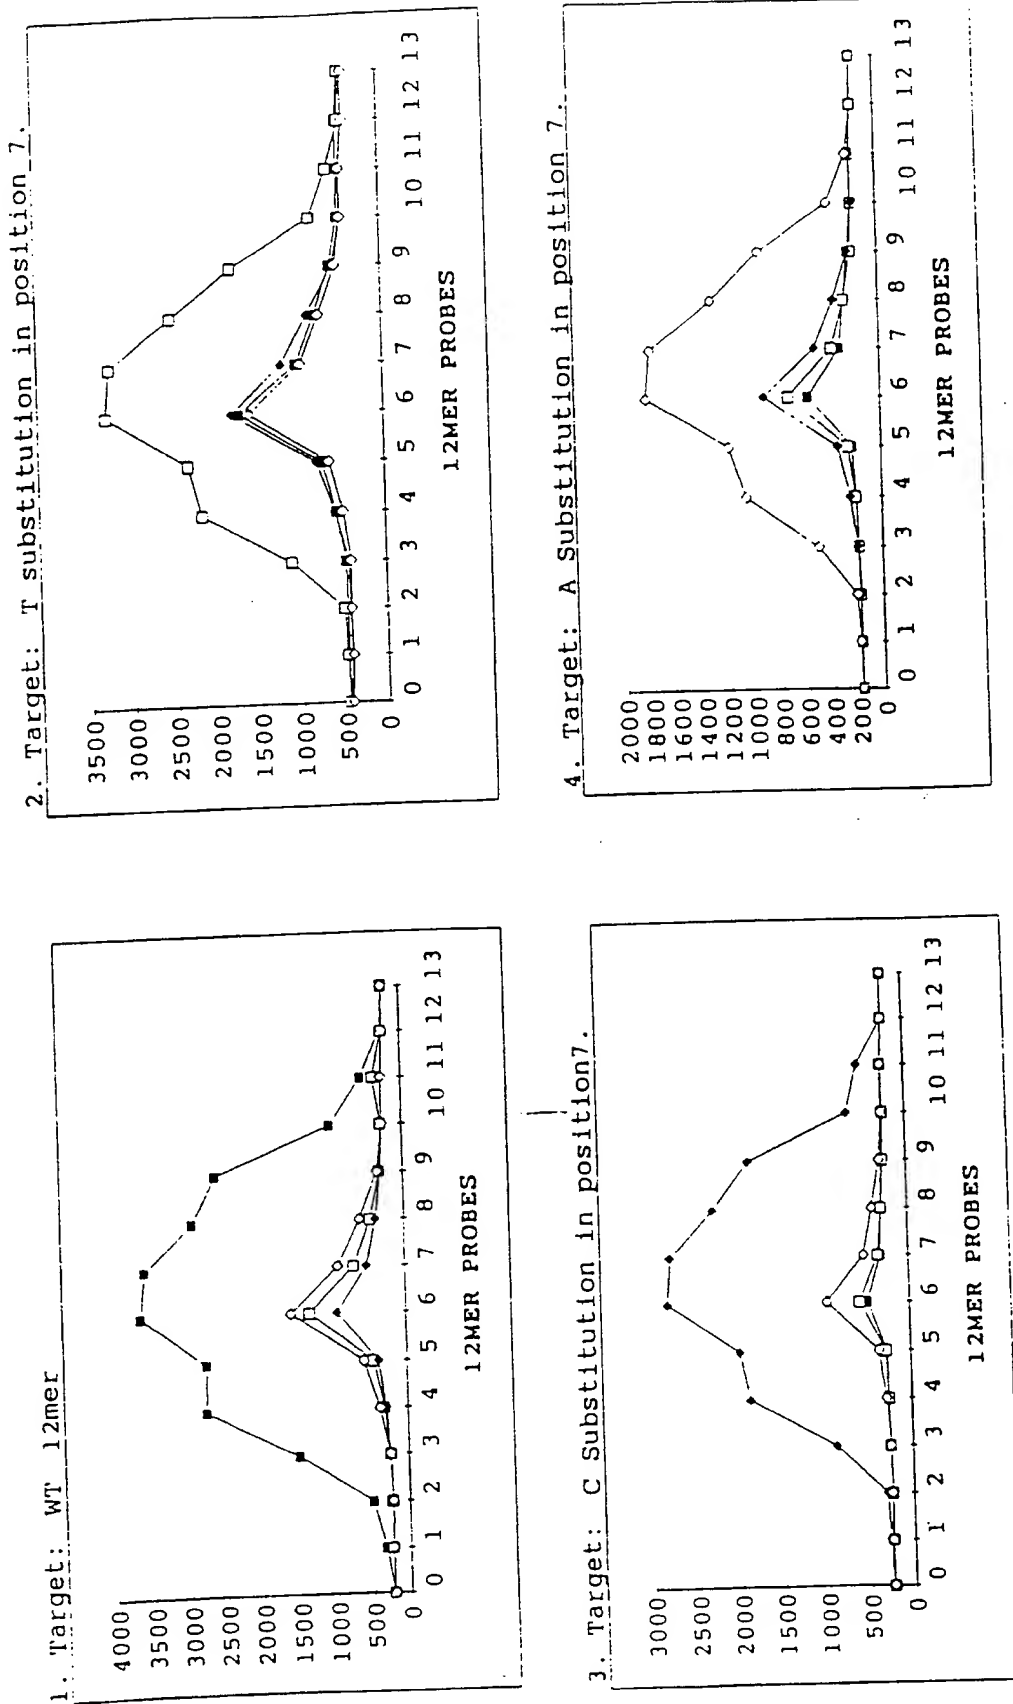 1. Target: WT 12mer
4000
3500
3000
2500
2000
1500
1000
500
0
0 1 2 3 4 5 6 7 8 9 10 11 12 13
12MER PROBES
2. Target: T substitution in position 7.
3500
3000
2500
2000
1500
1000
500
0
0 1 2 3 4 5 6 7 8 9 10 11 12 13
12MER PROBES
3. Target: C Substitution in position7.
3000
2500
2000
1500
1000
500
0
0 1 2 3 4 5 6 7 8 9 10 11 12 13
12MER PROBES
4. Target: A Substitution in position 7.
2000
1800
1600
1400
1200
1000
800
600
400
200
0
0 1 2 3 4 5 6 7 8 9 10 11 12 13
12MER PROBES